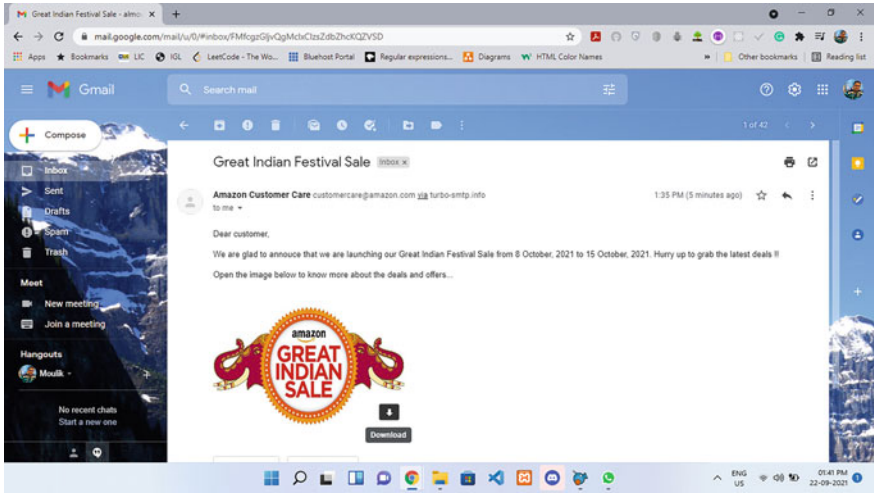 Great Indian Festival Sale - almo
mail.google.com/mail/u/0/#inbox/FMfcgzGljvQgMclxClzsZdbZhcKQZVSD
Apps Bookmarks LIC IGL LeetCode - The Wo... Bluehost Portal Regular expressions... Diagrams W HTML Color Names » Other bookmarks Reading list
Gmail
Search mail
Compose
1 of 42
Inbox
Sent
Drafts
Spam
Trash
Meet
New meeting
Join a meeting
Hangouts
Moulik
No recent chats
Start a new one
Great Indian Festival Sale Inbox x
Amazon Customer Care customercare@amazon.com via turbo-smtp.info 1:35 PM (5 minutes ago)
to me
Dear customer,
We are glad to annouce that we are launching our Great Indian Festival Sale from 8 October, 2021 to 15 October, 2021. Hurry up to grab the latest deals !!
Open the image below to know more about the deals and offers...
amazon
GREAT
INDIAN
SALE
Download
ENG
US
01:41 PM
22-09-2021